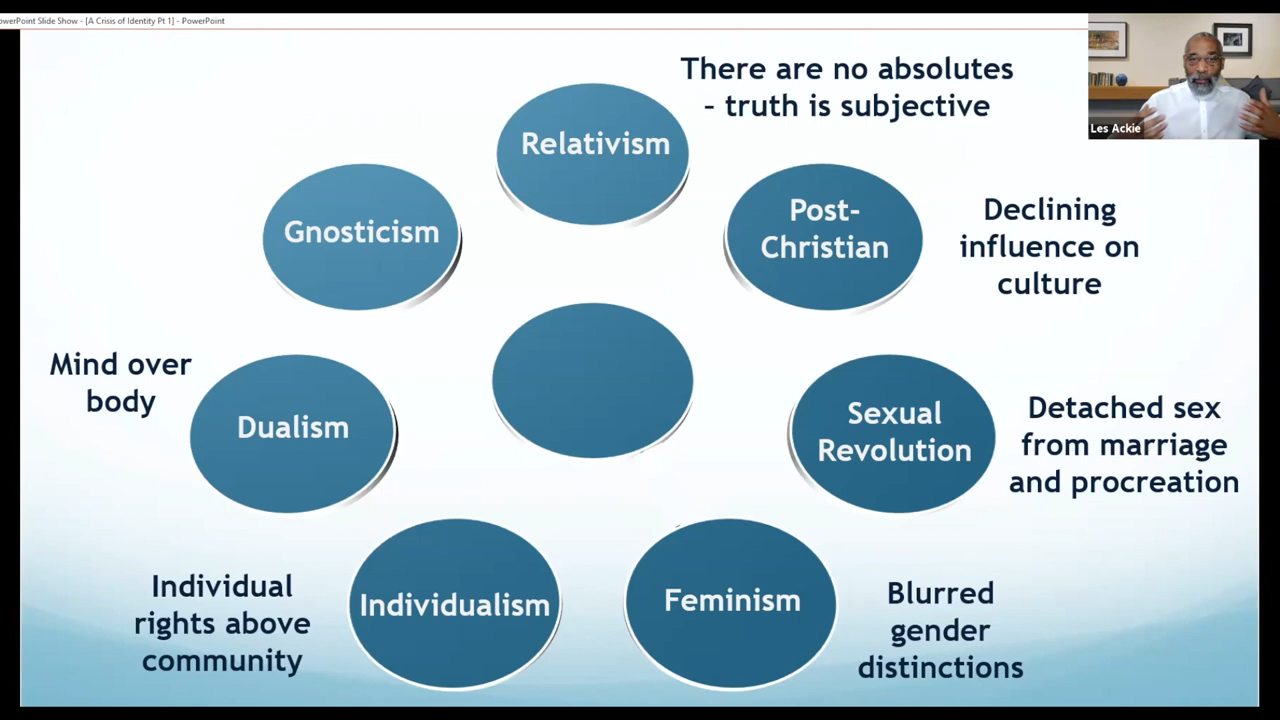 owerPoint Slide Show - [A Crisis of Identity Pt 1] - PowerPoint
Les Ackie
There are no absolutes
– truth is subjective
Relativism
Post-
Christian
Declining
influence on
culture
Sexual
Revolution
Detached sex
from marriage
and procreation
Feminism
Blurred
gender
distinctions
Individualism
Individual
rights above
community
Dualism
Mind over
body
Gnosticism